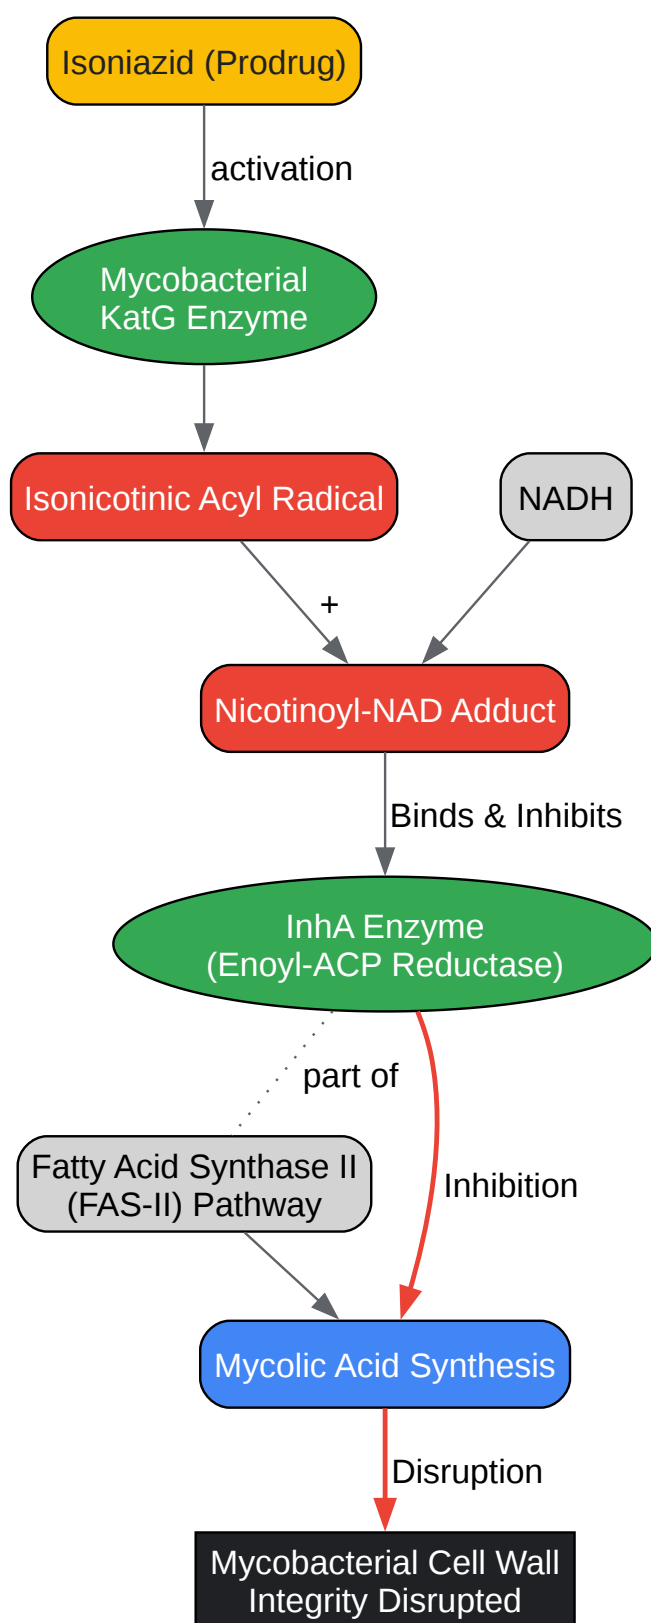 Isoniazid (Prodrug)
activation
Mycobacterial
KatG Enzyme
Isonicotinic Acyl Radical
NADH
+
Nicotinoyl-NAD Adduct
Binds & Inhibits
InhA Enzyme
(Enoyl-ACP Reductase)
part of
Fatty Acid Synthase II
(FAS-II) Pathway
Inhibition
Mycolic Acid Synthesis
Disruption
Mycobacterial Cell Wall
Integrity Disrupted